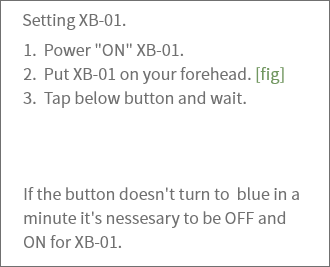 Setting XB-01.
1. Power "ON" XB-01.
2. Put XB-01 on your forehead. [fig]
3. Tap below button and wait.
If the button doesn't turn to  blue in a
minute it's nessesary to be OFF and
ON for XB-01.